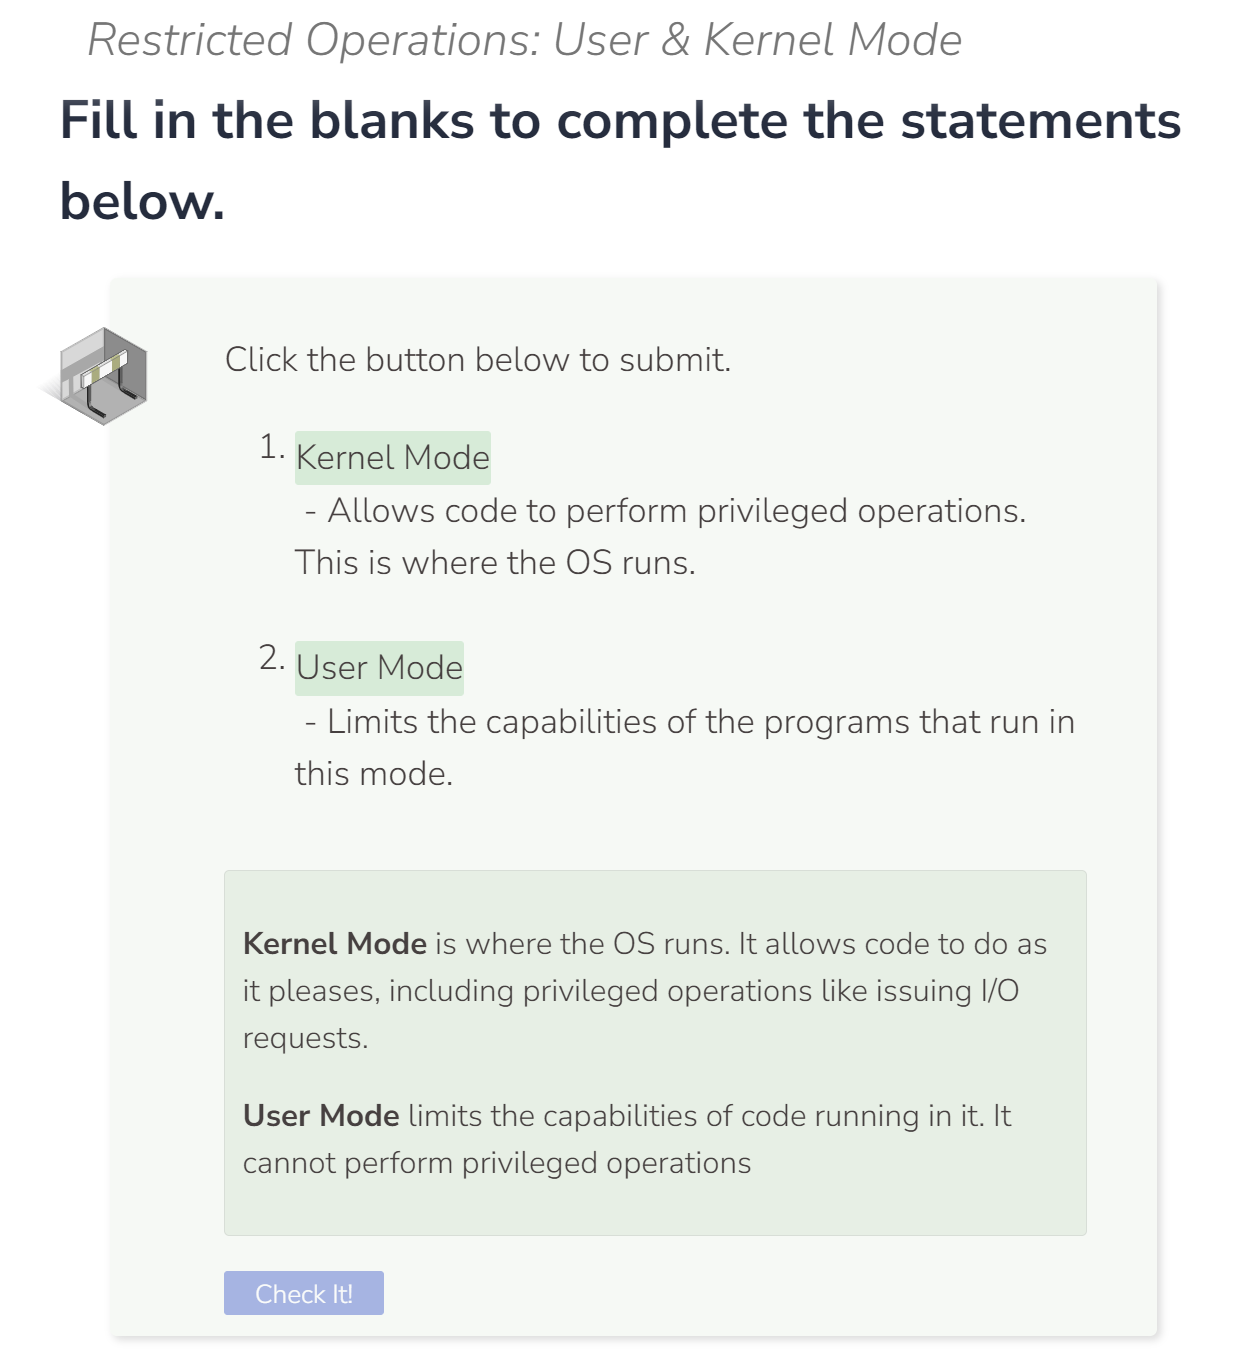 Restricted Operations: User & Kernel Mode
Fill in the blanks to complete the statements
below.
Click the button below to submit.
1. Kernel Mode
- Allows code to perform privileged operations.
This is where the OS runs.
2. User Mode
- Limits the capabilities of the programs that run in
this mode.
Kernel Mode is where the OS runs. It allows code to do as
it pleases, including privileged operations like issuing I/O
requests.
User Mode limits the capabilities of code running in it. It
cannot perform privileged operations
Check It!